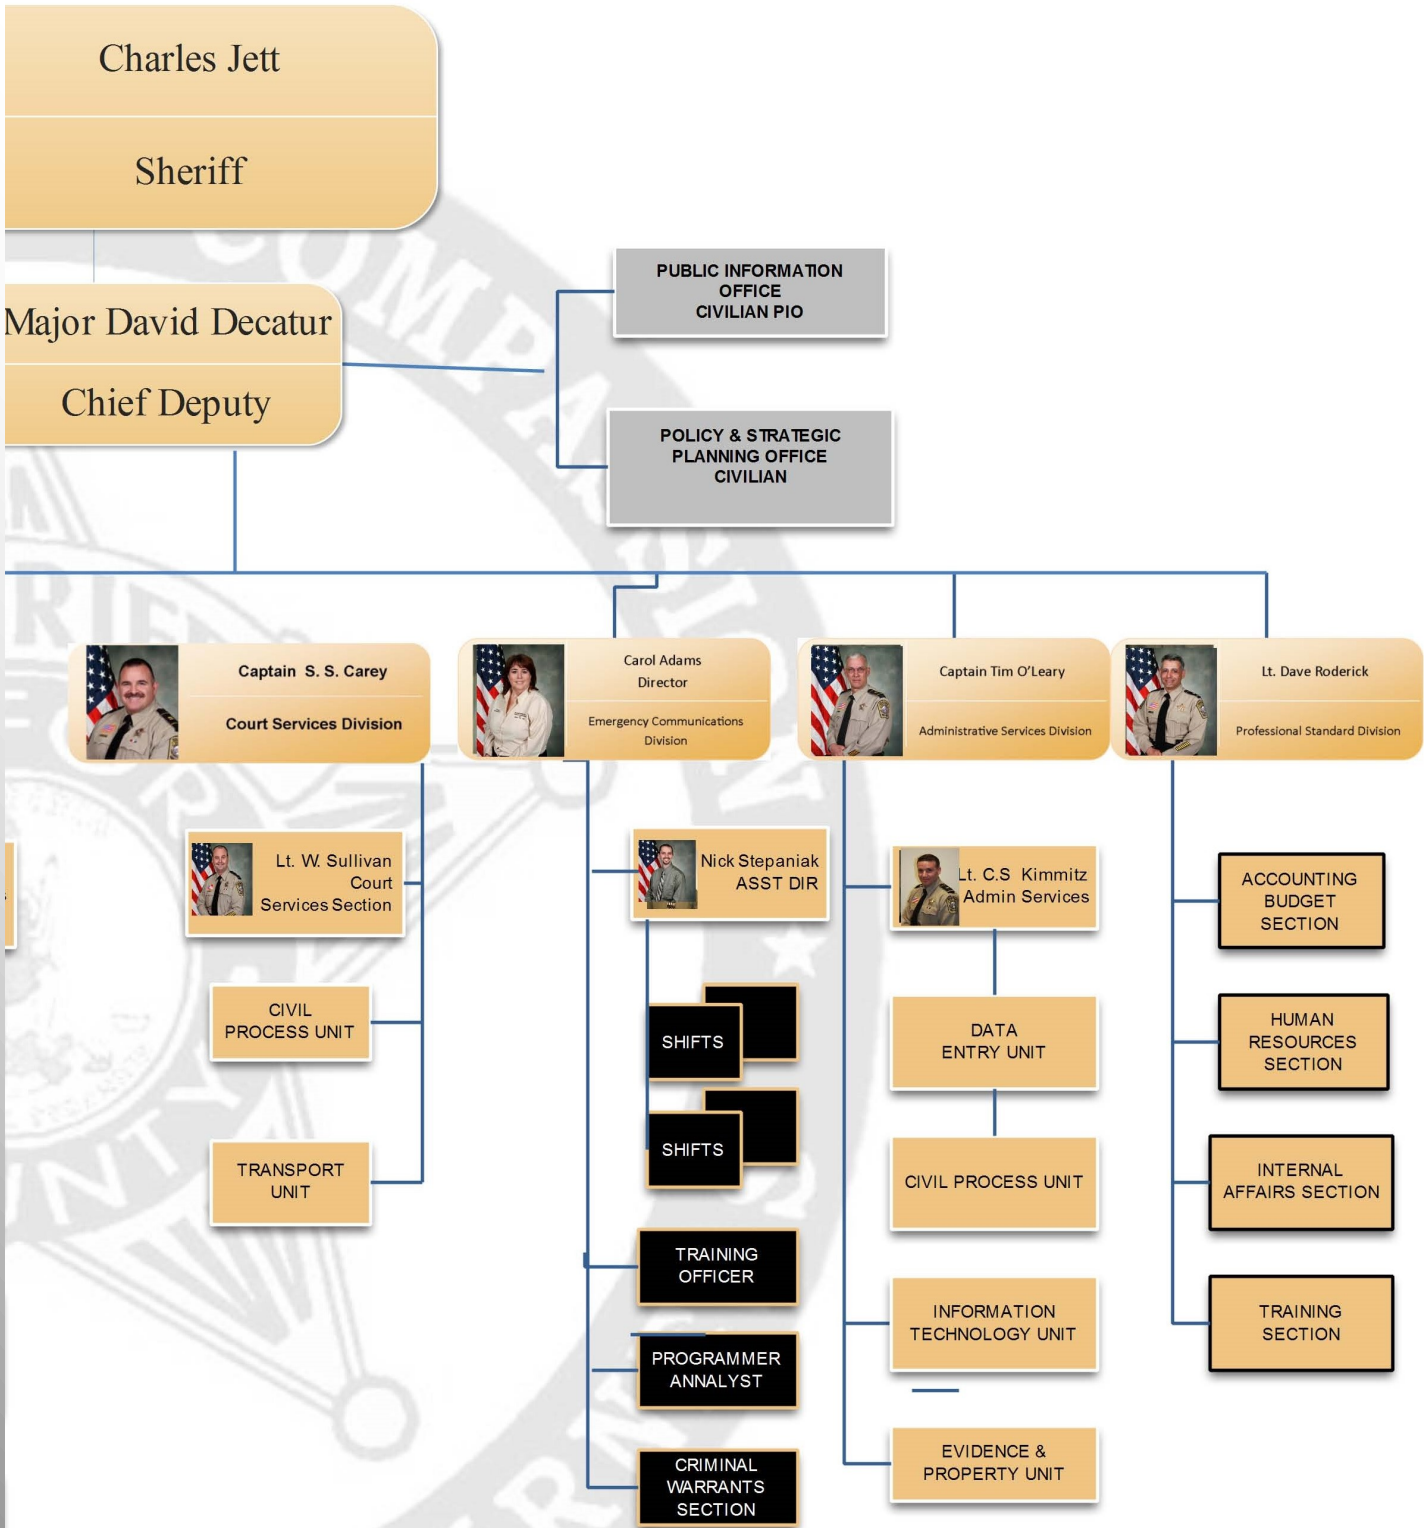 Charles Jett
Sheriff
Major David Decatur
Chief Deputy
PUBLIC INFORMATION
OFFICE
CIVILIAN PIO
POLICY & STRATEGIC
PLANNING OFFICE
CIVILIAN
Captain S. S. Carey
Court Services Division
Carol Adams
Director
Emergency Communications
Division
Captain Tim O'Leary
Administrative Services Division
Lt. Dave Roderick
Professional Standard Division
Lt. W. Sullivan
Court
Services Section
CIVIL
PROCESS UNIT
TRANSPORT
UNIT
Nick Stepaniak
ASST DIR
SHIFTS
SHIFTS
TRAINING
OFFICER
PROGRAMMER
ANNALYST
CRIMINAL
WARRANTS
SECTION
Lt. C.S Kimmitz
Admin Services
DATA
ENTRY UNIT
CIVIL PROCESS UNIT
INFORMATION
TECHNOLOGY UNIT
EVIDENCE &
PROPERTY UNIT
ACCOUNTING
BUDGET
SECTION
HUMAN
RESOURCES
SECTION
INTERNAL
AFFAIRS SECTION
TRAINING
SECTION
COMPASSION